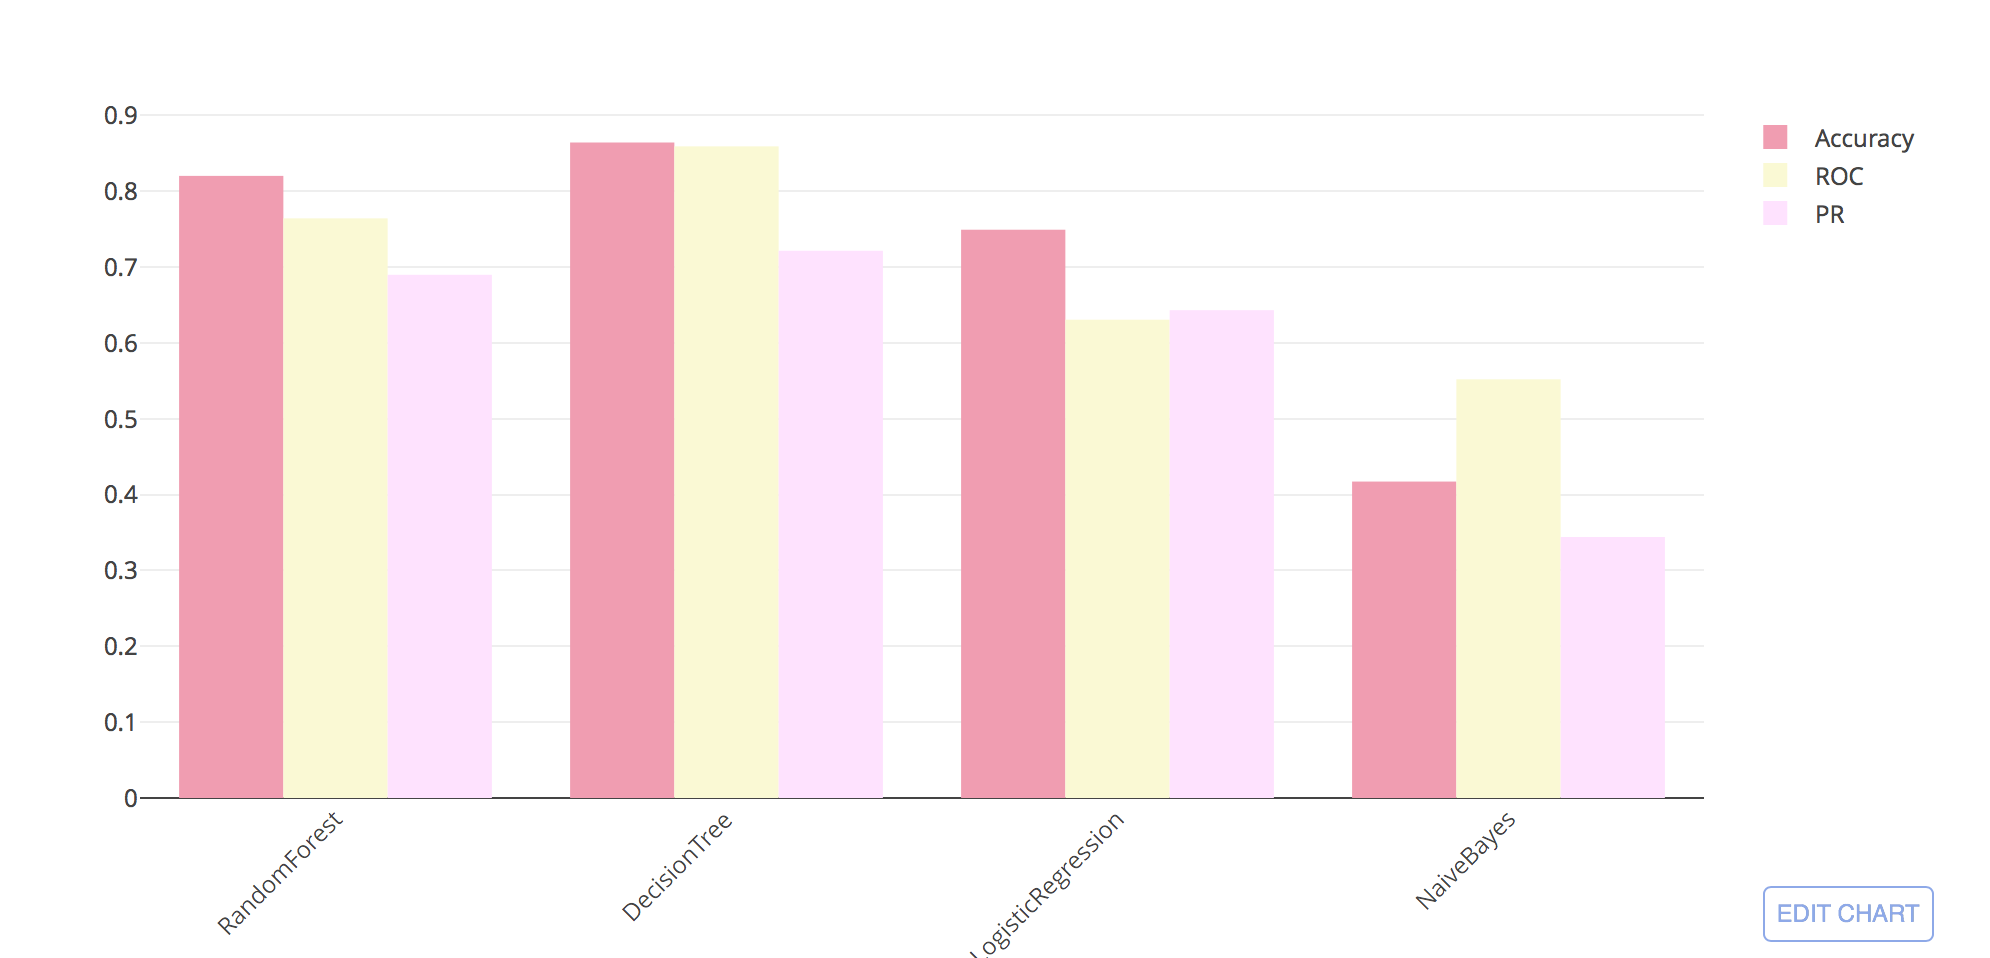 0.9
0.8
0.7
0.6
0.5
0.4
0.3
0.2
0.1
0
RandomForest
DecisionTree
LogisticRegression
NaiveBayes
Accuracy
ROC
PR
EDIT CHART